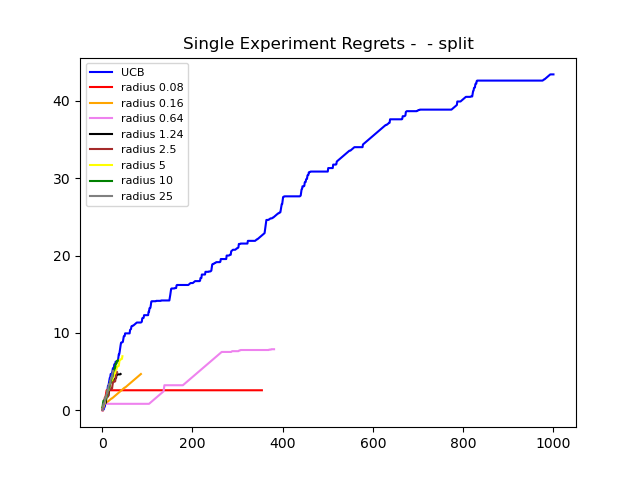 Single Experiment Regrets -  - split
UCB
radius 0.08
radius 0.16
radius 0.64
radius 1.24
radius 2.5
radius 5
radius 10
radius 25
40
30
20
10
0
0 200 400 600 800 1000